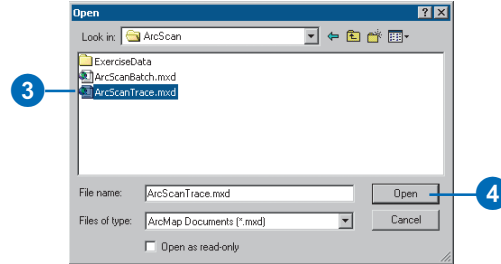 Open
Look in: ArcScan
ExerciseData
ArcScanBatch.mxd
3
ArcScanTrace.mxd
File name: ArcScanTrace.mxd Open
4
Files of type: ArcMap Documents (*.mxd) Cancel
Open as read-only